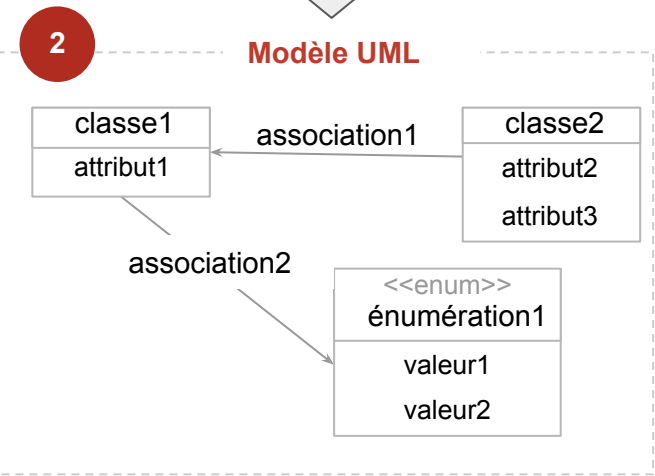 2
Modèle UML
classe1
attribut1
association1
classe2
attribut2
attribut3
association2
<<enum>>
énumération1
valeur1
valeur2